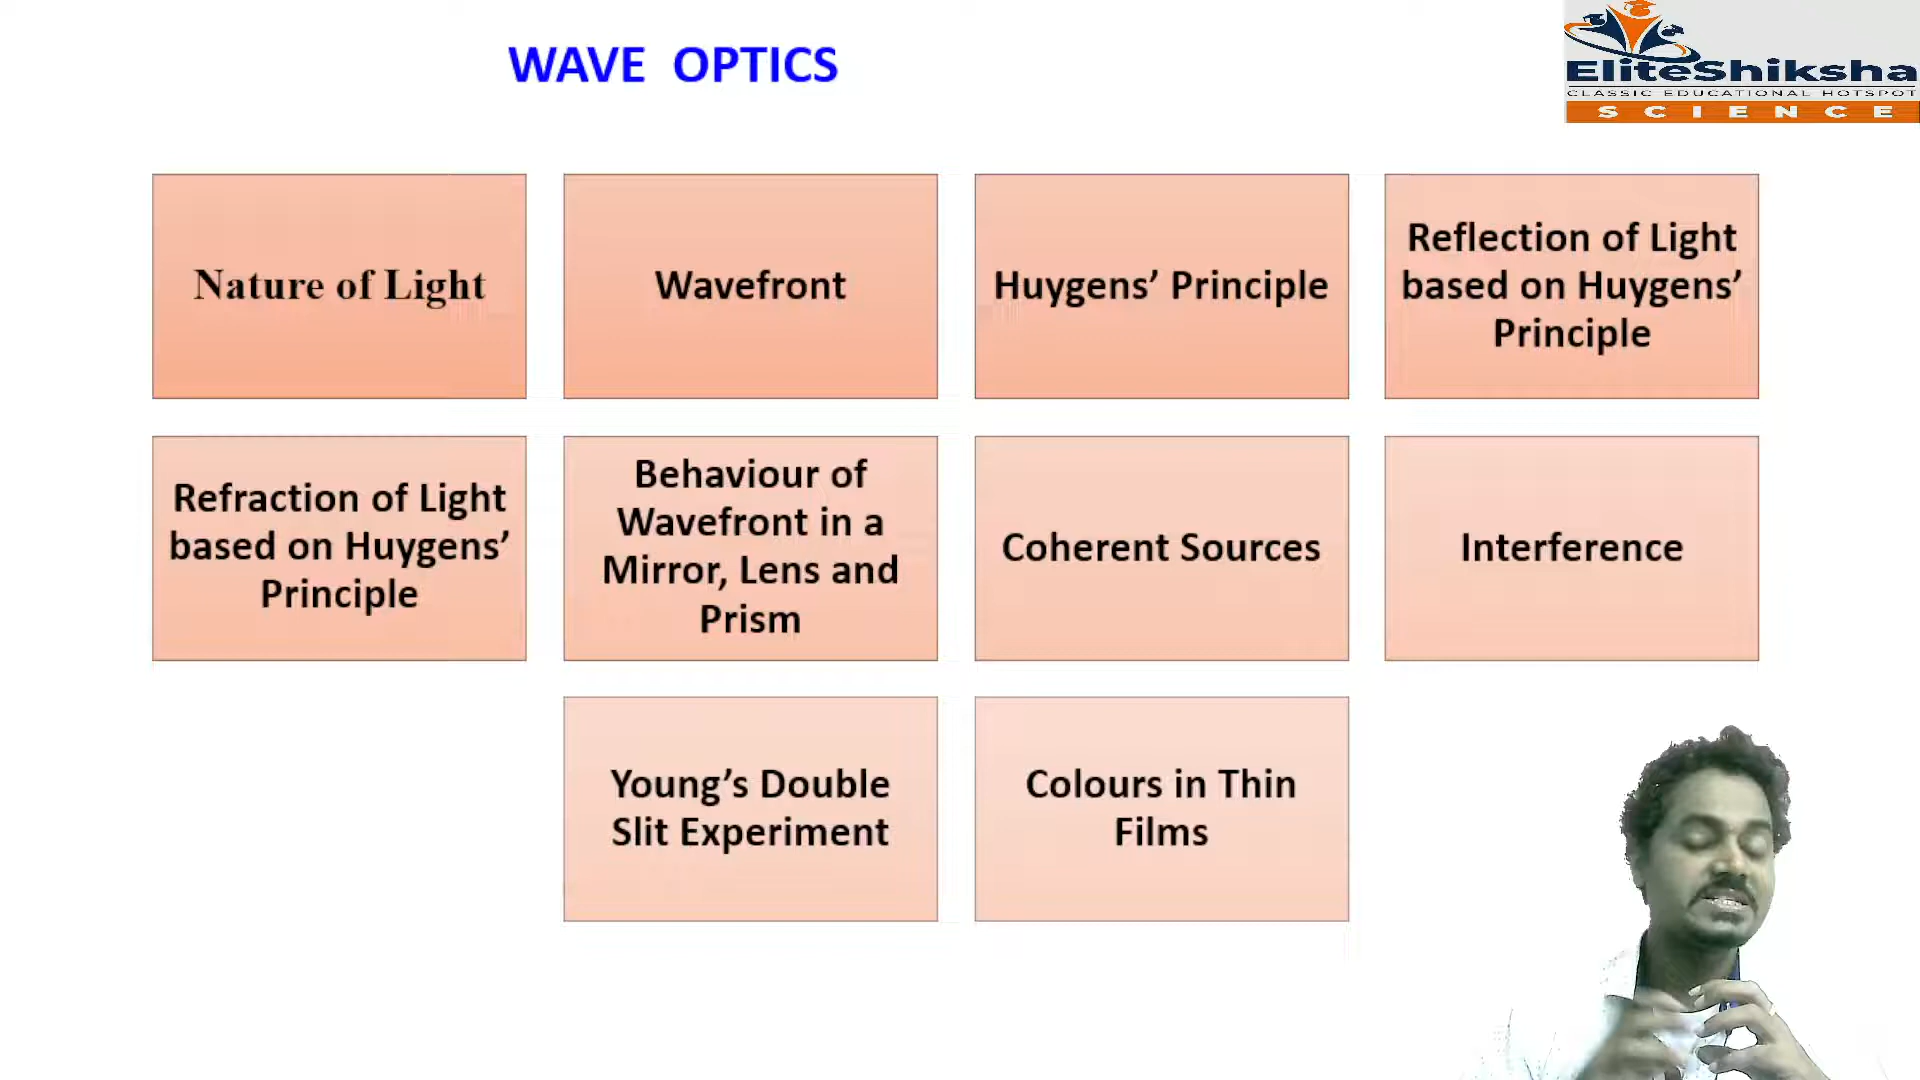 WAVE OPTICS
EliteShiksha
CLASSIC EDUCATIONAL HOTSPOT
SCIENCE
Nature of Light
Wavefront
Huygens’ Principle
Reflection of Light
based on Huygens’
Principle
Refraction of Light
based on Huygens’
Principle
Behaviour of
Wavefront in a
Mirror, Lens and
Prism
Coherent Sources
Interference
Young’s Double
Slit Experiment
Colours in Thin
Films